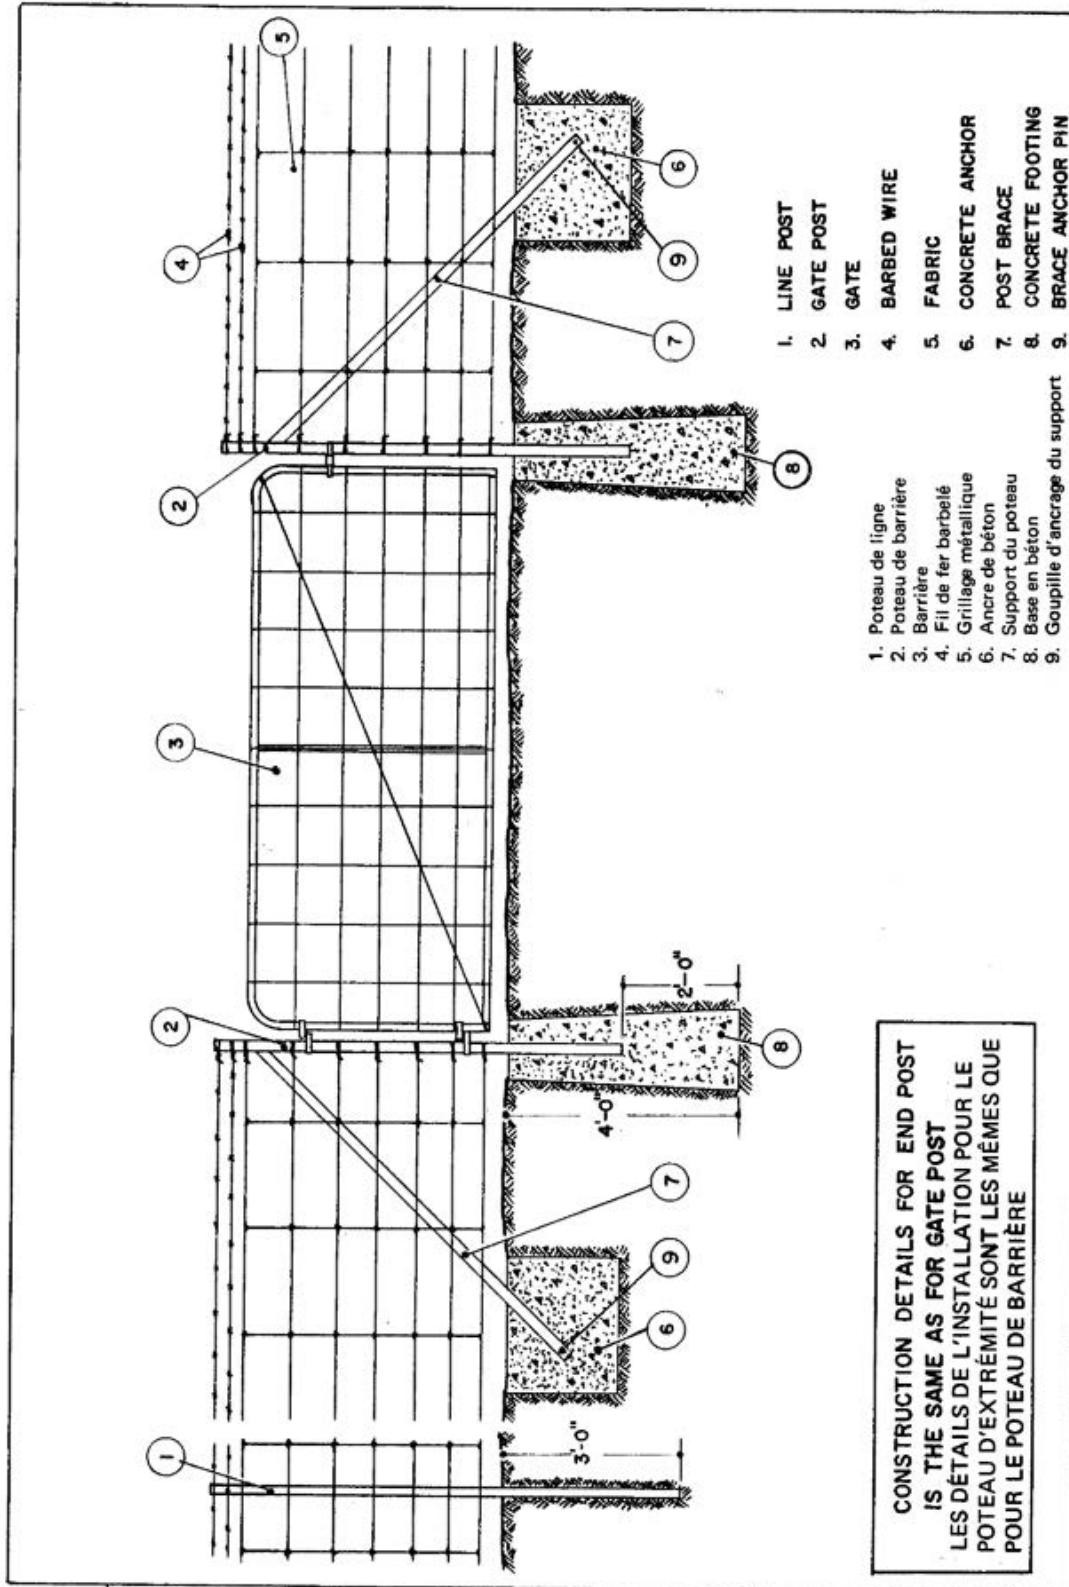 1
2
3
2
4
5
7
9
6
3'-0"
4'-0"
2'-0"
8
8
7
9
6
1. LINE POST
2. GATE POST
3. GATE
4. BARBED WIRE
5. FABRIC
6. CONCRETE ANCHOR
7. POST BRACE
8. CONCRETE FOOTING
9. BRACE ANCHOR PIN
1. Poteau de ligne
2. Poteau de barrière
3. Barrière
4. Fil de fer barbelé
5. Grillage métallique
6. Ancre de béton
7. Support du poteau
8. Base en béton
9. Goupille d'ancrage du support
CONSTRUCTION DETAILS FOR END POST
IS THE SAME AS FOR GATE POST
LES DÉTAILS DE L'INSTALLATION POUR LE
POTEAU D'EXTRÉMITÉ SONT LES MÊMES QUE
POUR LE POTEAU DE BARRIÈRE